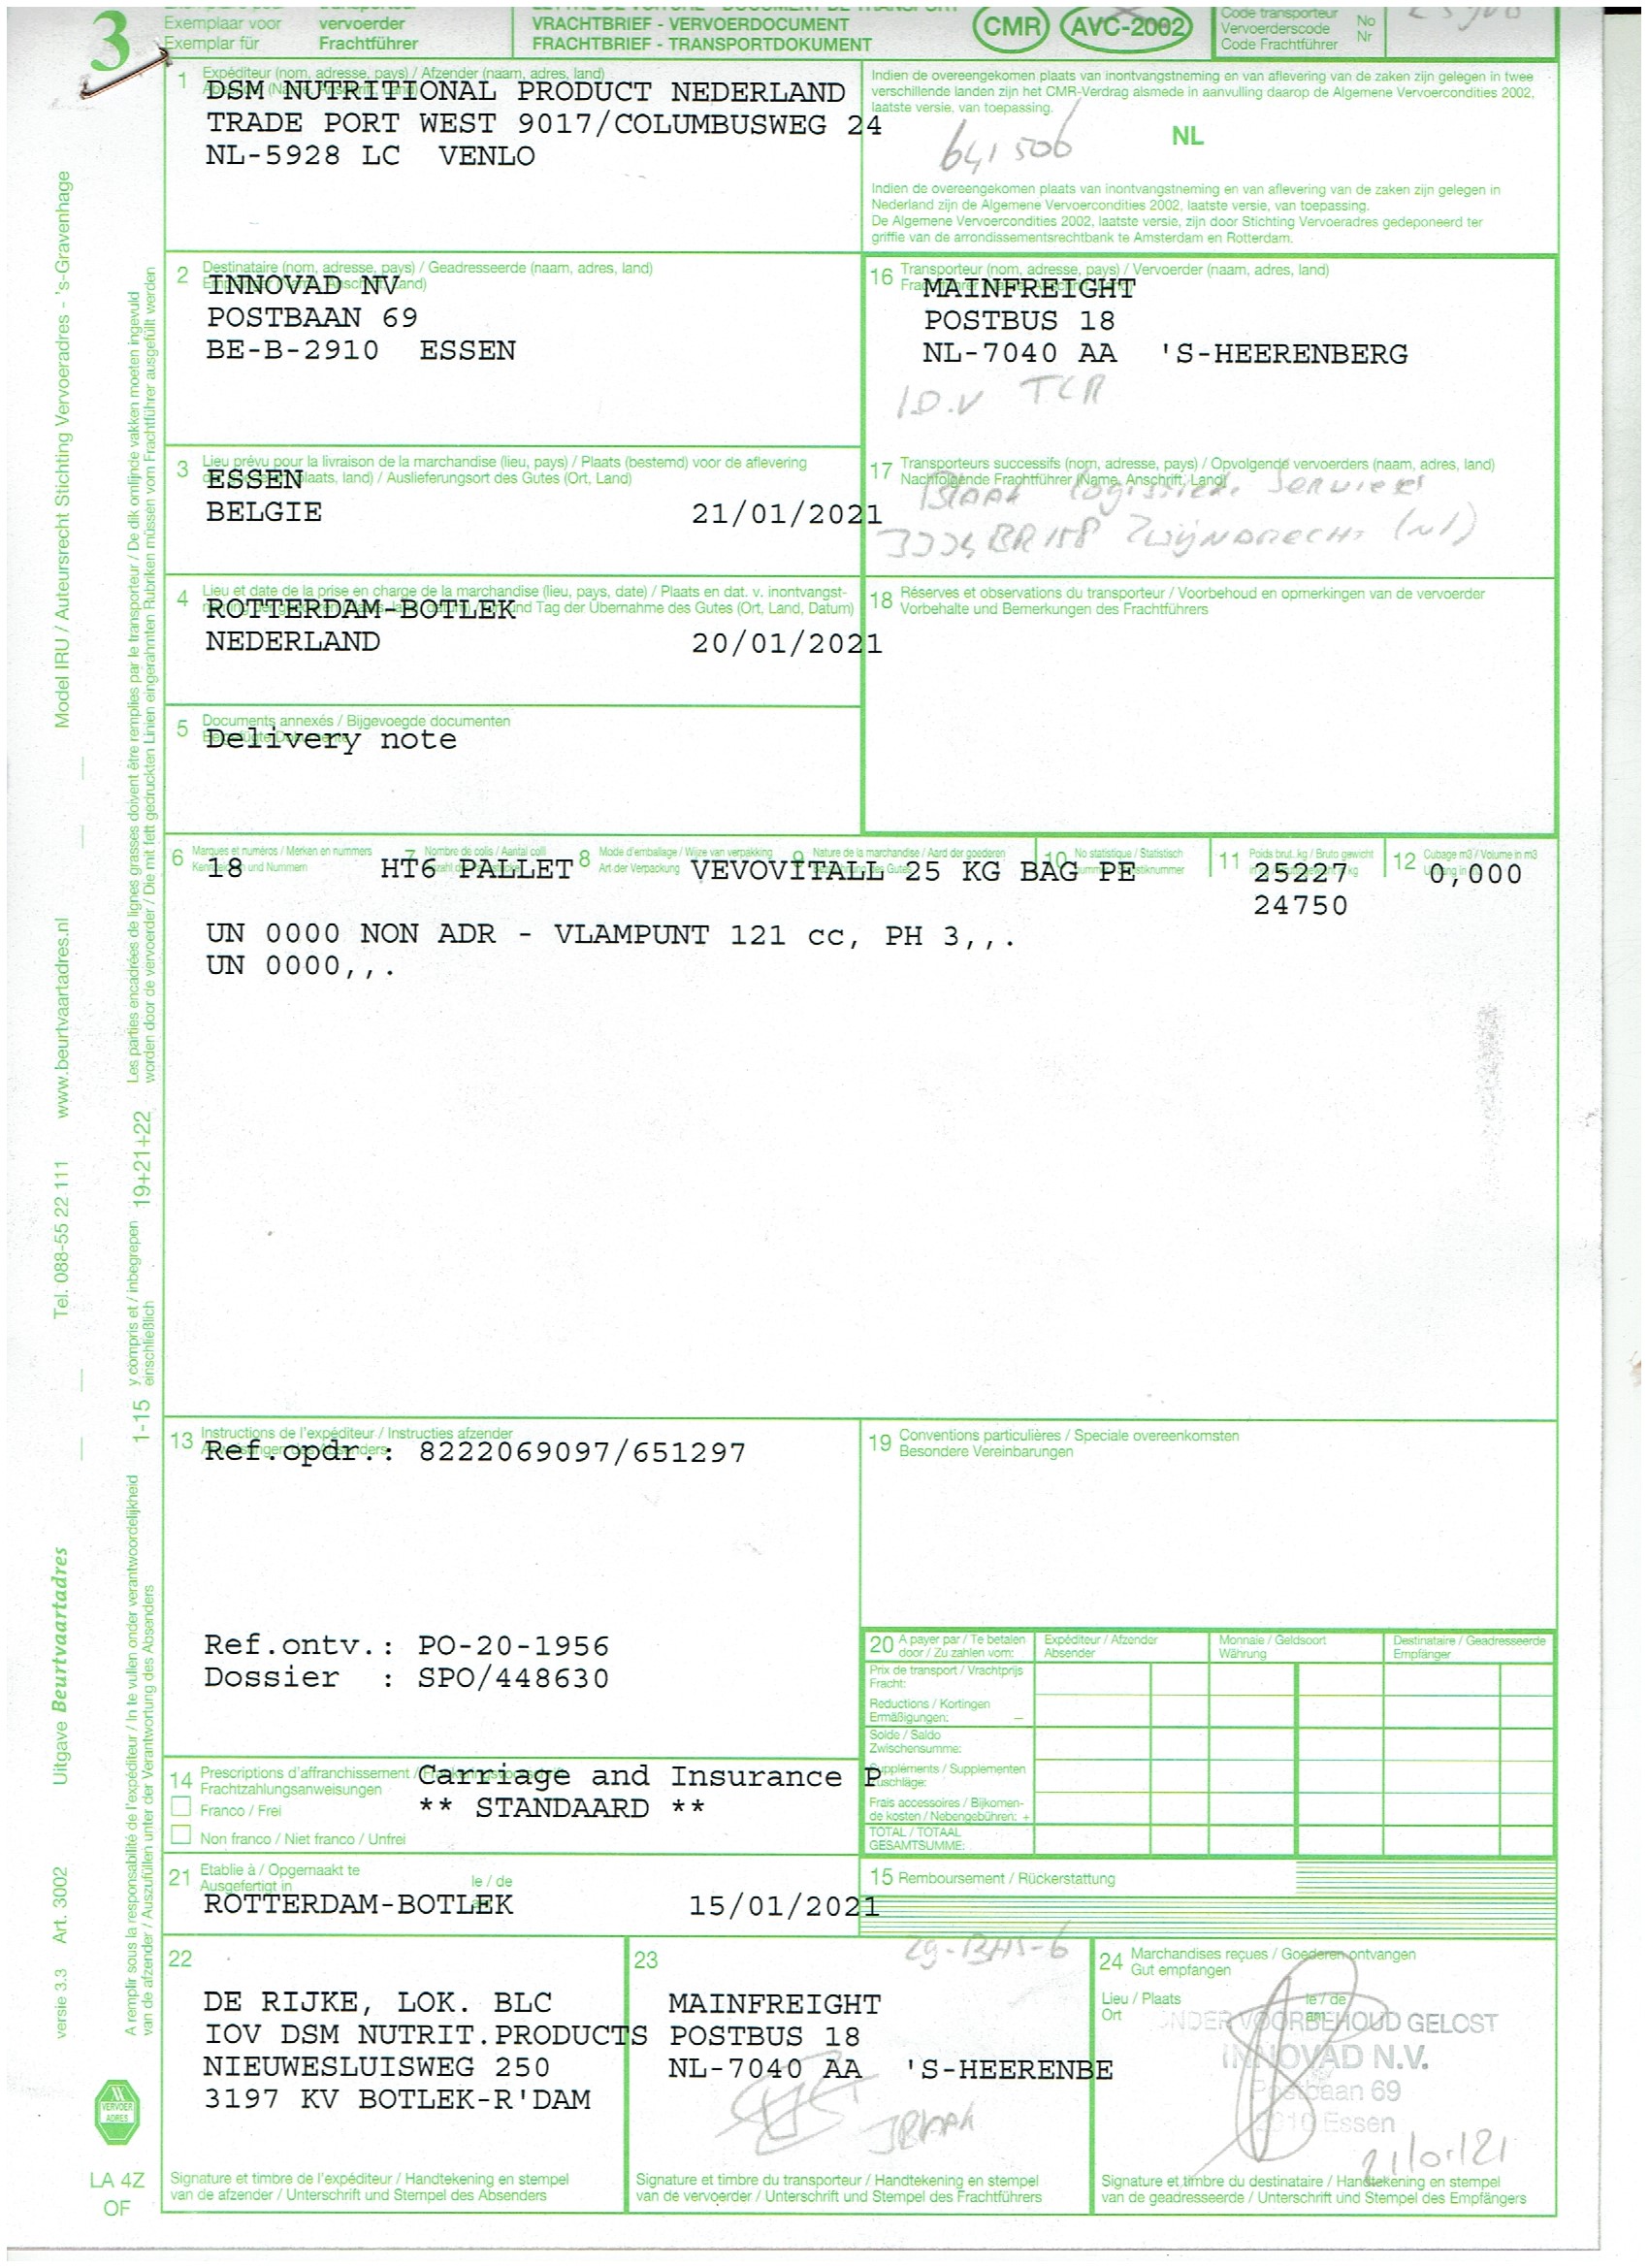 3
Exemplaar voor vervoerder
Exemplar für Frachtführer
VRACHTBRIEF - VERVOERDOCUMENT
FRACHTBRIEF - TRANSPORTDOKUMENT
CMR AVC-2002
Code transporteur
Vervoerderscode
Code Frachtführer
No
Nr
1 Expéditeur (nom, adresse, pays) / Afzender (naam, adres, land)
DSM NUTRITIONAL PRODUCT NEDERLAND
TRADE PORT WEST 9017/COLUMBUSWEG 24
NL-5928 LC VENLO
Indien de overeengekomen plaats van inontvangstneming en van aflevering van de zaken zijn gelegen in twee
verschillende landen zijn het CMR-Verdrag alsmede in aanvulling daarop de Algemene Vervoercondities 2002,
laatste versie, van toepassing.
641506
NL
Indien de overeengekomen plaats van inontvangstneming en van aflevering van de zaken zijn gelegen in
Nederland zijn de Algemene Vervoercondities 2002, laatste versie, van toepassing.
De Algemene Vervoercondities 2002, laatste versie, zijn door Stichting Vervoeradres gedeponeerd ter
griffie van de arrondissementsrechtbank te Amsterdam en Rotterdam.
2 Destinataire (nom, adresse, pays) / Geadresseerde (naam, adres, land)
INNOVAD NV
POSTBAAN 69
BE-B-2910 ESSEN
16 Transporteur (nom, adresse, pays) / Vervoerder (naam, adres, land)
MAINFREIGHT
POSTBUS 18
NL-7040 AA 'S-HEERENBERG
I.O.V TCR
3 Lieu prévu pour la livraison de la marchandise (lieu, pays) / Plaats (bestemd) voor de aflevering
der goederen (plaats, land) / Auslieferungsort des Gutes (Ort, Land)
ESSEN
BELGIE 21/01/2021
17 Transporteurs successifs (nom, adresse, pays) / Opvolgende vervoerders (naam, adres, land)
Nachfolgende Frachtführer (Name, Anschrift, Land)
Zwijndrecht (nl)
4 Lieu et date de la prise en charge de la marchandise (lieu, pays, date) / Plaats en dat. v. inontvangst-
und Tag der Übernahme des Gutes (Ort, Land, Datum)
ROTTERDAM-BOTLEK
NEDERLAND 20/01/2021
18 Réserves et observations du transporteur / Voorbehoud en opmerkingen van de vervoerder
Vorbehalte und Bemerkungen des Frachtführers
5 Documents annexés / Bijgevoegde documenten
Delivery note
6 Marques et numéros / Merken en nummers
Kennzeichen und Nummern
7 Nombre de colis / Aantal colli
8 Mode d'emballage / Wijze van verpakking
Art der Verpackung
9 Nature de la marchandise / Aard der goederen
10 No statistique / Statistisch
11 Poids brut, kg / Bruto gewicht
12 Cubage m3 / Volume in m3
18 HT6 PALLET VEVOVITALL 25 KG BAG PE 25227 0,000
24750
UN 0000 NON ADR - VLAMPUNT 121 cc, PH 3,,.
UN 0000,,.
13 Instructions de l'expéditeur / Instructies afzender
Ref.opdr.: 8222069097/651297
Ref.ontv.: PO-20-1956
Dossier : SPO/448630
19 Conventions particulières / Speciale overeenkomsten
Besondere Vereinbarungen
20 A payer par / Te betalen
door / Zu zahlen vom:
Expéditeur / Afzender
Absender
Monnaie / Geldsoort
Währung
Destinataire / Geadresseerde
Empfänger
Prix de transport / Vrachtprijs
Fracht:
Reductions / Kortingen
Ermäßigungen: –
Solde / Saldo
Zwischensumme:
Suppléments / Supplementen
Zuschläge:
Frais accessoires / Bijkomen-
de kosten / Nebengebühren: +
TOTAL / TOTAAL
GESAMTSUMME:
14 Prescriptions d'affranchissement /
Frachtzahlungsanweisungen
Franco / Frei
Non franco / Niet franco / Unfrei
Carriage and Insurance P
** STANDAARD **
21 Etablie à / Opgemaakt te
Ausgefertigt in
le / de
ROTTERDAM-BOTLEK 15/01/2021
15 Remboursement / Rückerstattung
22
DE RIJKE, LOK. BLC
IOV DSM NUTRIT.PRODUCTS
NIEUWESLUISWEG 250
3197 KV BOTLEK-R'DAM
Signature et timbre de l'expéditeur / Handtekening en stempel
van de afzender / Unterschrift und Stempel des Absenders
23
29-BHS-6
MAINFREIGHT
POSTBUS 18
NL-7040 AA 'S-HEERENBE
Signature et timbre du transporteur / Handtekening en stempel
van de vervoerder / Unterschrift und Stempel des Frachtführers
24 Marchandises reçues / Goederen ontvangen
Gut empfangen
Lieu / Plaats
Ort
le / de
am
ONDER VOORBEHOUD GELOST
INNOVAD N.V.
Postbaan 69
2910 Essen
21/01/21
Signature et timbre du destinataire / Handtekening en stempel
van de geadresseerde / Unterschrift und Stempel des Empfängers
Model IRU / Auteursrecht Stichting Vervoeradres - 's-Gravenhage
www.beurtvaartadres.nl
Tel. 088-55 22 111
Uitgave Beurtvaartadres
Art. 3002
versie 3.3
Les parties encadrées de lignes grasses doivent être remplies par le transporteur / De dik omlijnde vakken moeten ingevuld
worden door de vervoerder / Die mit fett gedruckten Linien eingerahmten Rubriken müssen vom Frachtführer ausgefüllt werden
19+21+22
y compris et / inbegrepen
einschließlich
1-15
A remplir sous la responsabilité de l'expéditeur / In te vullen onder verantwoordelijkheid
van de afzender / Auszufüllen unter der Verantwortung des Absenders
VERVOER
ADRES
LA 4Z
OF